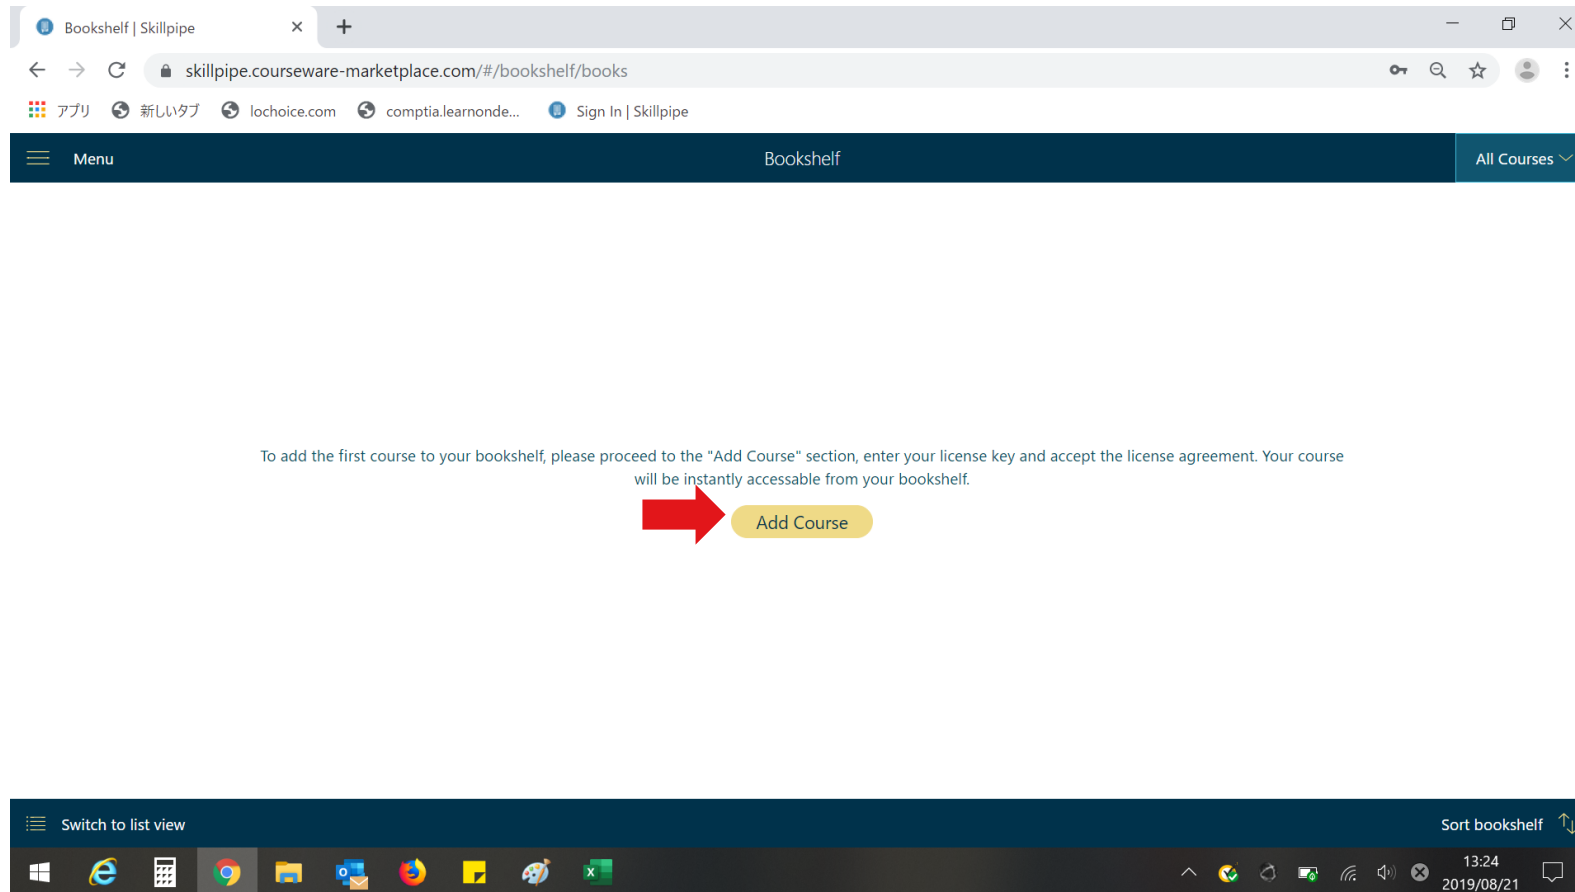 Bookshelf | Skillpipe
skillpipe.courseware-marketplace.com/#/bookshelf/books
アプリ 新しいタブ lochoice.com comptia.learnonde... Sign In | Skillpipe
Menu Bookshelf All Courses
To add the first course to your bookshelf, please proceed to the "Add Course" section, enter your license key and accept the license agreement. Your course
will be instantly accessable from your bookshelf.
Add Course
Switch to list view Sort bookshelf
13:24
2019/08/21